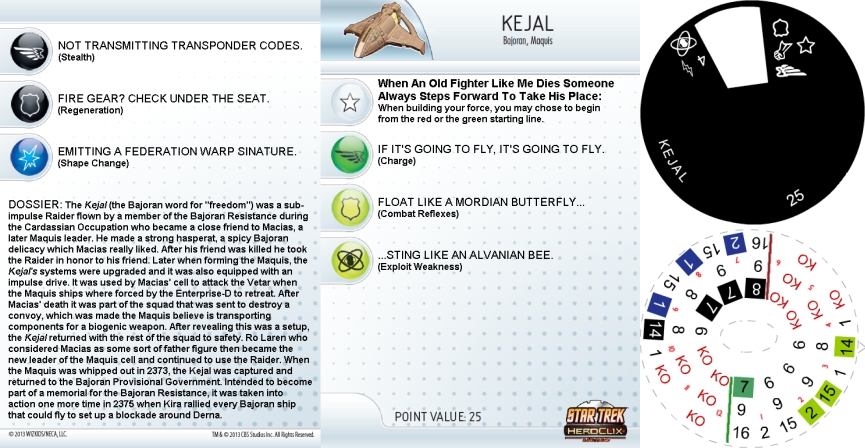 NOT TRANSMITTING TRANSPONDER CODES.
(Stealth)
FIRE GEAR? CHECK UNDER THE SEAT.
(Regeneration)
EMITTING A FEDERATION WARP SINATURE.
(Shape Change)
DOSSIER: The Kejal (the Bajoran word for "freedom") was a sub-
impulse Raider flown by a member of the Bajoran Resistance during
the Cardassian Occupation who became a close friend to Macias, a
later Maquis leader. He made a strong hasperat, a spicy Bajoran
delicacy which Macias really liked. After his friend was killed he took
the Raider in honor to his friend. Later when forming the Maquis, the
Kejal's systems were upgraded and it was also equipped with an
impulse drive. It was used by Macias' cell to attack the Vetar when
the Maquis ships where forced by the Enterprise-D to retreat. After
Macias' death it was part of the squad that was sent to destroy a
convoy, which was made the Maquis believe is transporting
components for a biogenic weapon. After revealing this was a setup,
the Kejal returned with the rest of the squad to safety. Ro Laren who
considered Macias as some sort of father figure then became the
new leader of the Maquis cell and continued to use the Raider. When
the Maquis was whipped out in 2373, the Kejal was captured and
returned to the Bajoran Provisional Government. Intended to become
part of a memorial for the Bajoran Resistance, it was taken into
action one more time in 2375 when Kira rallied every Bajoran ship
that could fly to set up a blockade around Derna.
© 2013 WIZKIDS/NECA, LLC.
TM & © 2013 CBS Studios Inc. All Rights Reserved.
KEJAL
Bajoran, Maquis
When An Old Fighter Like Me Dies Someone
Always Steps Forward To Take His Place:
When building your force, you may chose to begin
from the red or the green starting line.
IF IT'S GOING TO FLY, IT'S GOING TO FLY.
(Charge)
FLOAT LIKE A MORDIAN BUTTERFLY...
(Combat Reflexes)
...STING LIKE AN ALVANIAN BEE.
(Exploit Weakness)
POINT VALUE: 25
STAR TREK
HEROCLIX
KEJAL
25
16 9 8
2 7 15 9 7
1 15 8 7
1 8 6
14
1
KO KO KO
KO KO KO
KO KO KO
1 14 8 6
15 9 6
2 15 9 6
7 9 16 2